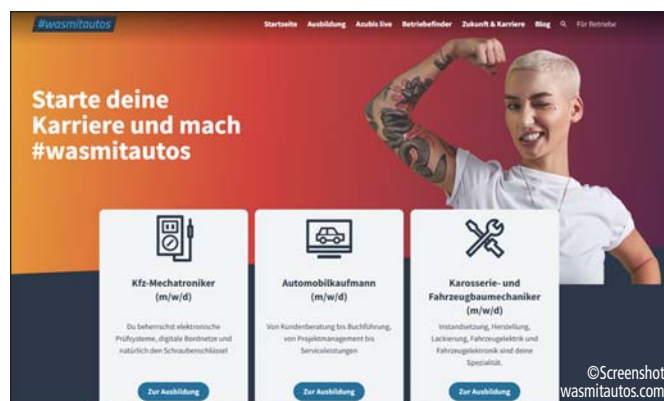 #wasmitautos
Startseite Ausbildung Azubis live Betriebefinder Zukunft & Karriere Blog Für Betriebe
Starte deine
Karriere und mach
#wasmitautos
Kfz-Mechatroniker
(m/w/d)
Du beherrschst elektronische
Prüfsysteme, digitale Bordnetze und
natürlich den Schraubenschlüssel
Zur Ausbildung
Automobilkaufmann
(m/w/d)
Von Kundenberatung bis Buchführung,
von Projektmanagement bis
Serviceleistungen
Zur Ausbildung
Karosserie- und
Fahrzeugbaumechaniker
(m/w/d)
Instandsetzung, Herstellung,
Lackierung, Fahrzeugelektrik und
Fahrzeugelektronik sind deine
Spezialität.
Zur Ausbildung
©Screenshot
wasmitautos.com